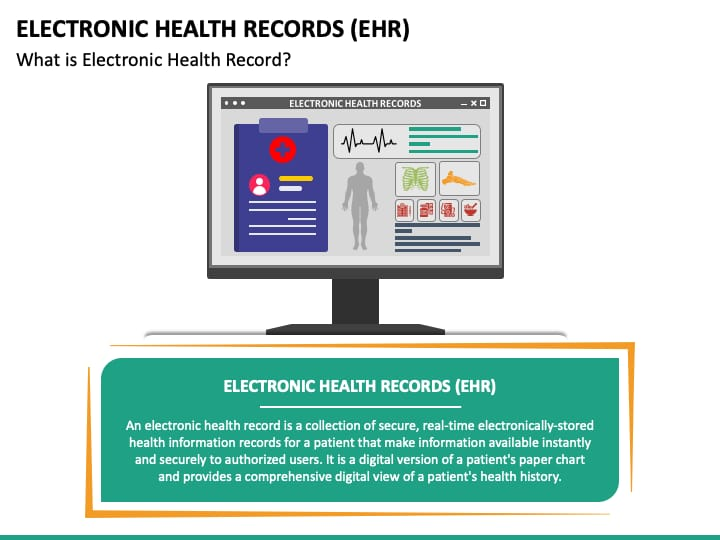 ELECTRONIC HEALTH RECORDS (EHR)
What is Electronic Health Record?
ELECTRONIC HEALTH RECORDS
ELECTRONIC HEALTH RECORDS (EHR)
An electronic health record is a collection of secure, real-time electronically-stored
health information records for a patient that make information available instantly
and securely to authorized users. It is a digital version of a patient's paper chart
and provides a comprehensive digital view of a patient's health history.